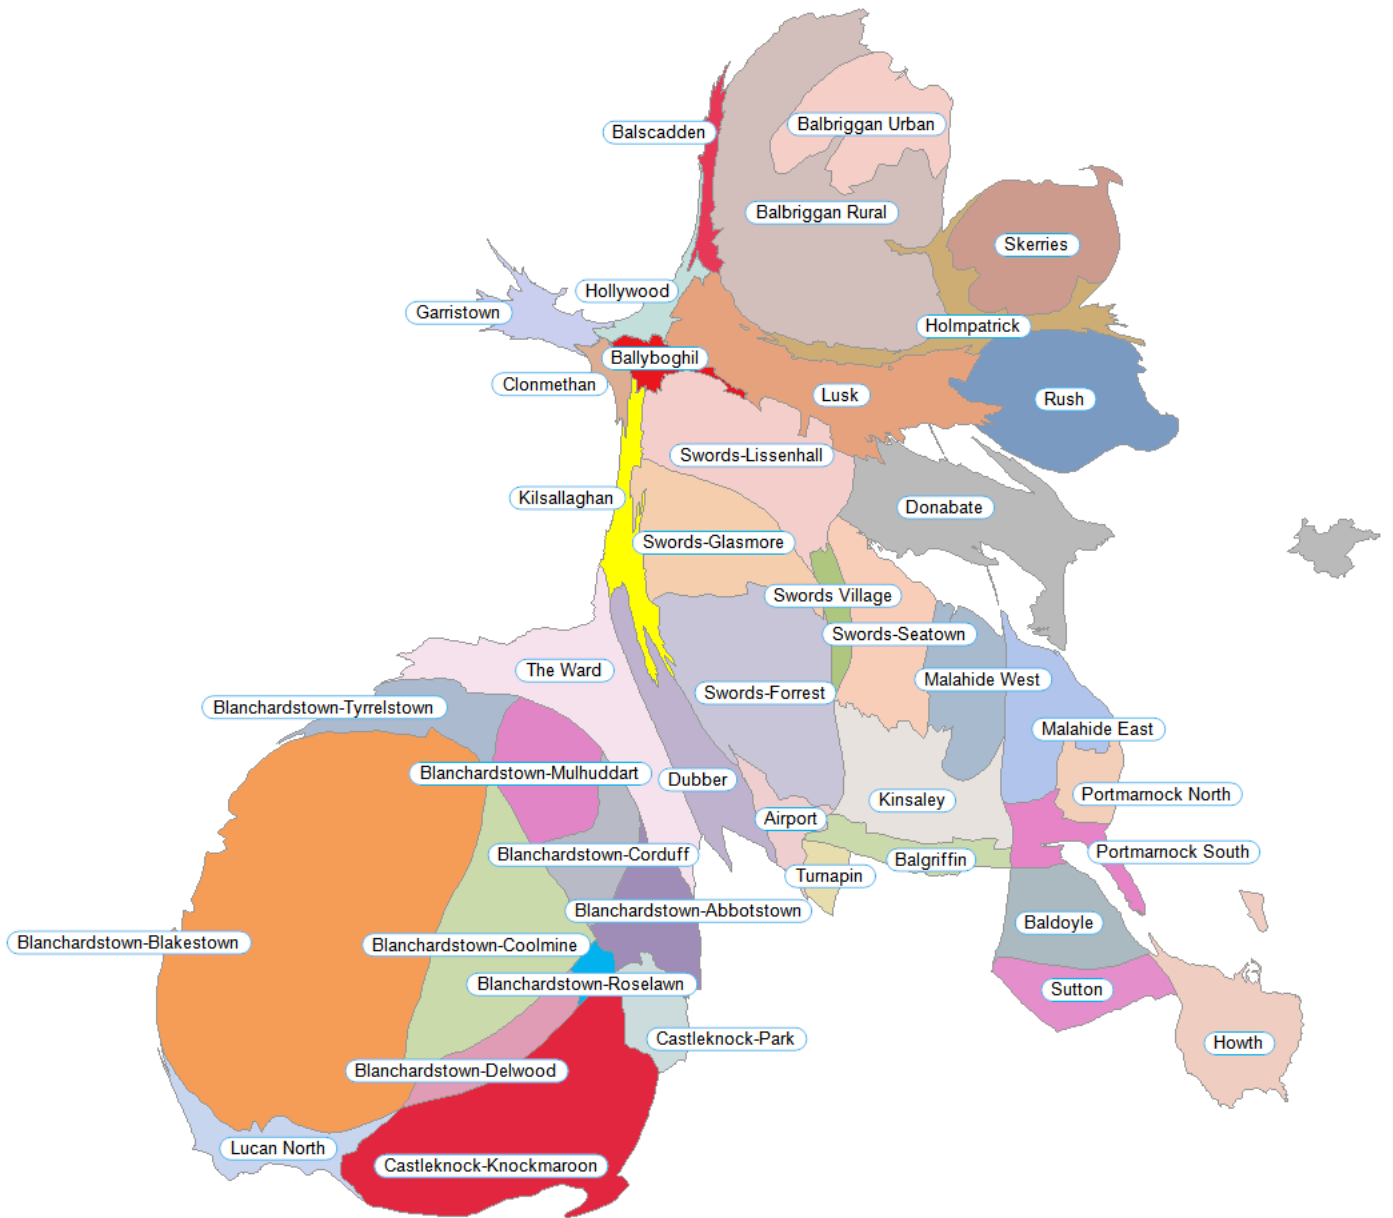 Balbriggan Urban
Balscadden
Balbriggan Rural
Skerries
Hollywood
Garristown
Holmpatrick
Ballyboghil
Clonmethan
Lusk
Rush
Swords-Lissenhall
Kilsallaghan
Donabate
Swords-Glasmore
Swords Village
Swords-Seatown
The Ward
Malahide West
Swords-Forrest
Blanchardstown-Tyrrelstown
Malahide East
Blanchardstown-Mulhuddart
Dubber
Portmarnock North
Kinsaley
Airport
Portmarnock South
Blanchardstown-Corduff
Balgriffin
Turnapin
Blanchardstown-Abbotstown
Baldoyle
Blanchardstown-Blakestown
Blanchardstown-Coolmine
Blanchardstown-Roselawn
Sutton
Castleknock-Park
Howth
Blanchardstown-Delwood
Lucan North
Castleknock-Knockmaroon